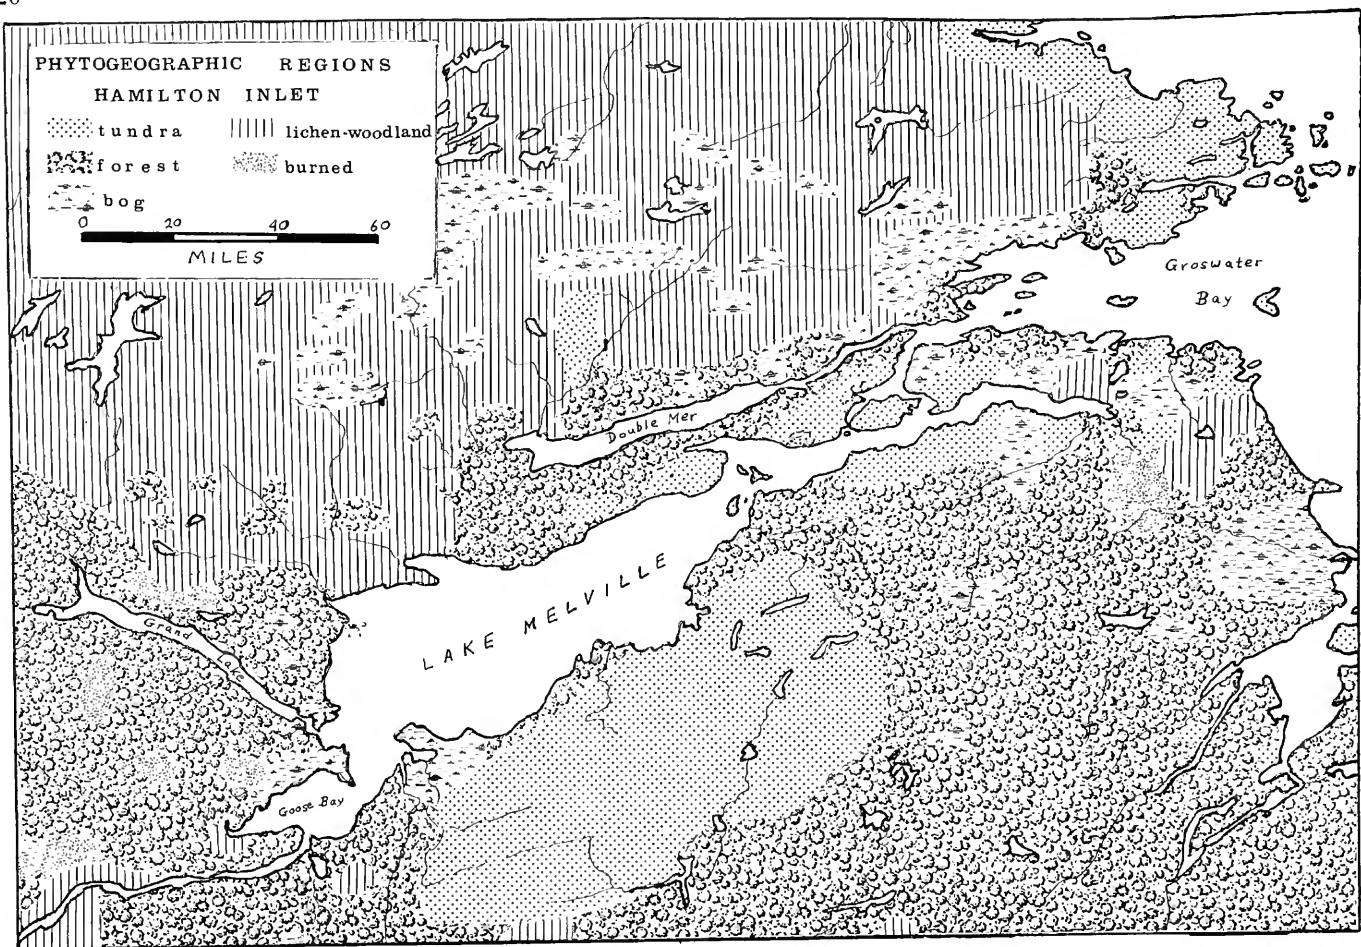 PHYTOGEOGRAPHIC REGIONS
HAMILTON INLET
tundra lichen-woodland
forest burned
bog
0 20 40 60
MILES
Groswater
Bay
Double Mer
LAKE MELVILLE
Grand Lake
Goose Bay